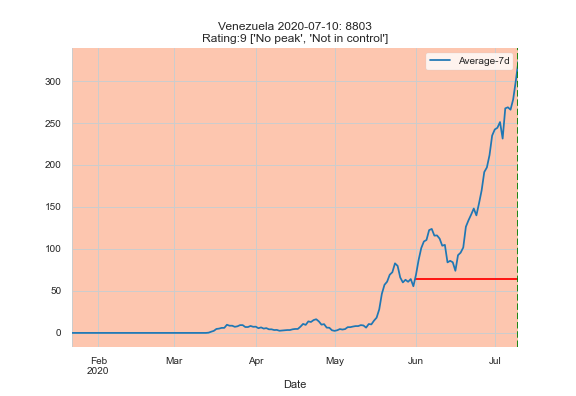 Venezuela 2020-07-10: 8803
Rating:9 ['No peak', 'Not in control']
Average-7d
300
250
200
150
100
50
0
Feb Mar Apr May Jun Jul
2020
Date